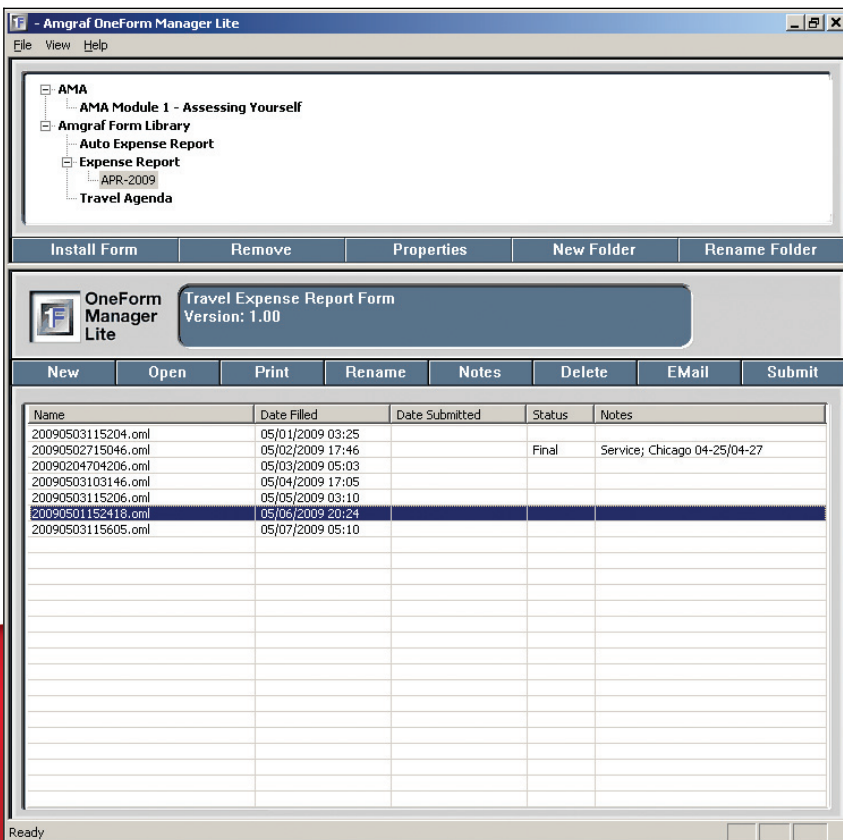 - Amgraf OneForm Manager Lite
File View Help
AMA
AMA Module 1 - Assessing Yourself
Amgraf Form Library
Auto Expense Report
Expense Report
APR-2009
Travel Agenda
Install Form Remove Properties New Folder Rename Folder
1F OneForm Manager Lite
Travel Expense Report Form
Version: 1.00
New Open Print Rename Notes Delete EMail Submit
Name Date Filled Date Submitted Status Notes
20090503115204.oml 05/01/2009 03:25
20090502715046.oml 05/02/2009 17:46 Final Service; Chicago 04-25/04-27
20090204704206.oml 05/03/2009 05:03
20090503103146.oml 05/04/2009 17:05
20090503115206.oml 05/05/2009 03:10
20090501152418.oml 05/06/2009 20:24
20090503115605.oml 05/07/2009 05:10
Ready